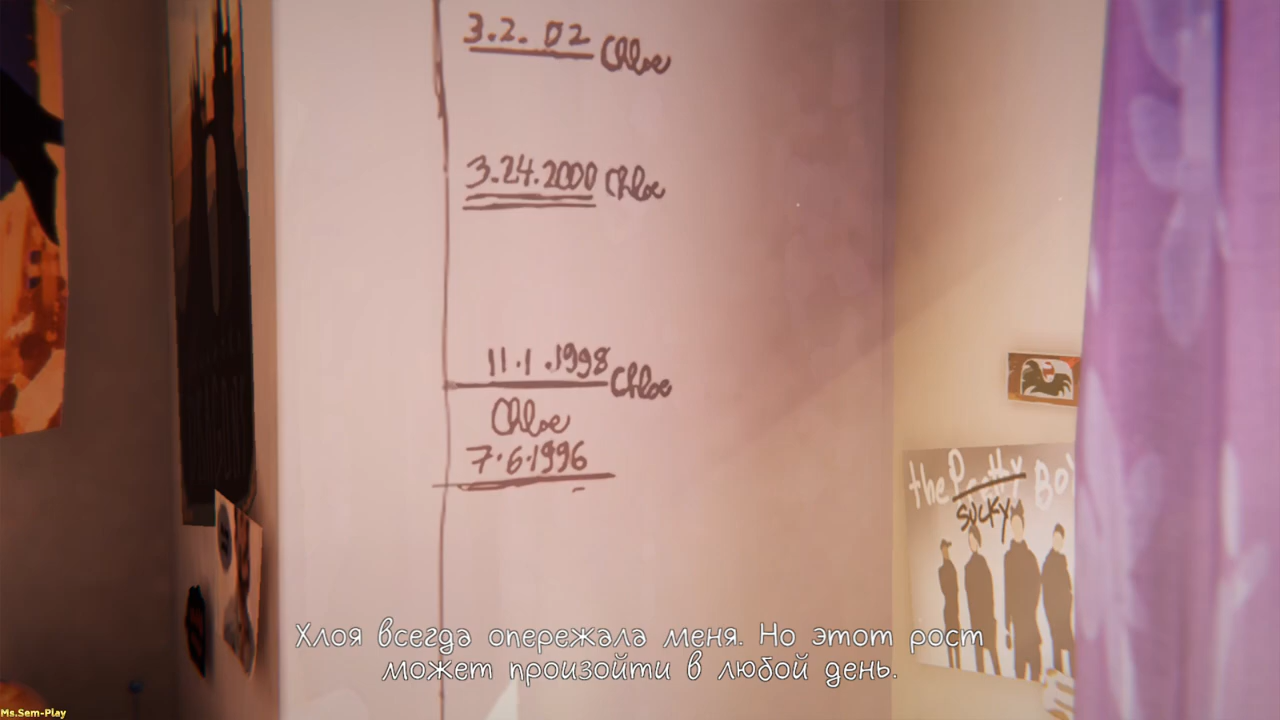 3.2.02 Chloe
3.24.2000 Chloe
11.1.1998 Chloe
Chloe
7.6.1996
the Pretty Bo
sucky
Хлоя всегда опережала меня. Но этот рост
может произойти в любой день.
Ms.Sem-Play